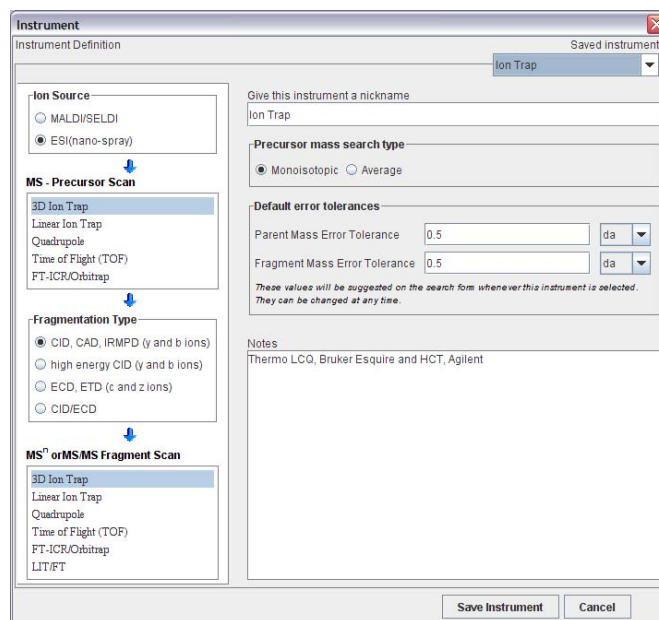 Instrument
Instrument Definition
Saved instrument
Ion Trap
Ion Source
MALDI/SELDI
ESI(nano-spray)
MS - Precursor Scan
3D Ion Trap
Linear Ion Trap
Quadrupole
Time of Flight (TOF)
FT-ICR/Orbitrap
Fragmentation Type
CID, CAD, IRMPD (y and b ions)
high energy CID (y and b ions)
ECD, ETD (c and z ions)
CID/ECD
MSⁿ orMS/MS Fragment Scan
3D Ion Trap
Linear Ion Trap
Quadrupole
Time of Flight (TOF)
FT-ICR/Orbitrap
LIT/FT
Give this instrument a nickname
Ion Trap
Precursor mass search type
Monoisotopic Average
Default error tolerances
Parent Mass Error Tolerance 0.5 da
Fragment Mass Error Tolerance 0.5 da
These values will be suggested on the search form whenever this instrument is selected.
They can be changed at any time.
Notes
Thermo LCQ, Bruker Esquire and HCT, Agilent
Save Instrument Cancel